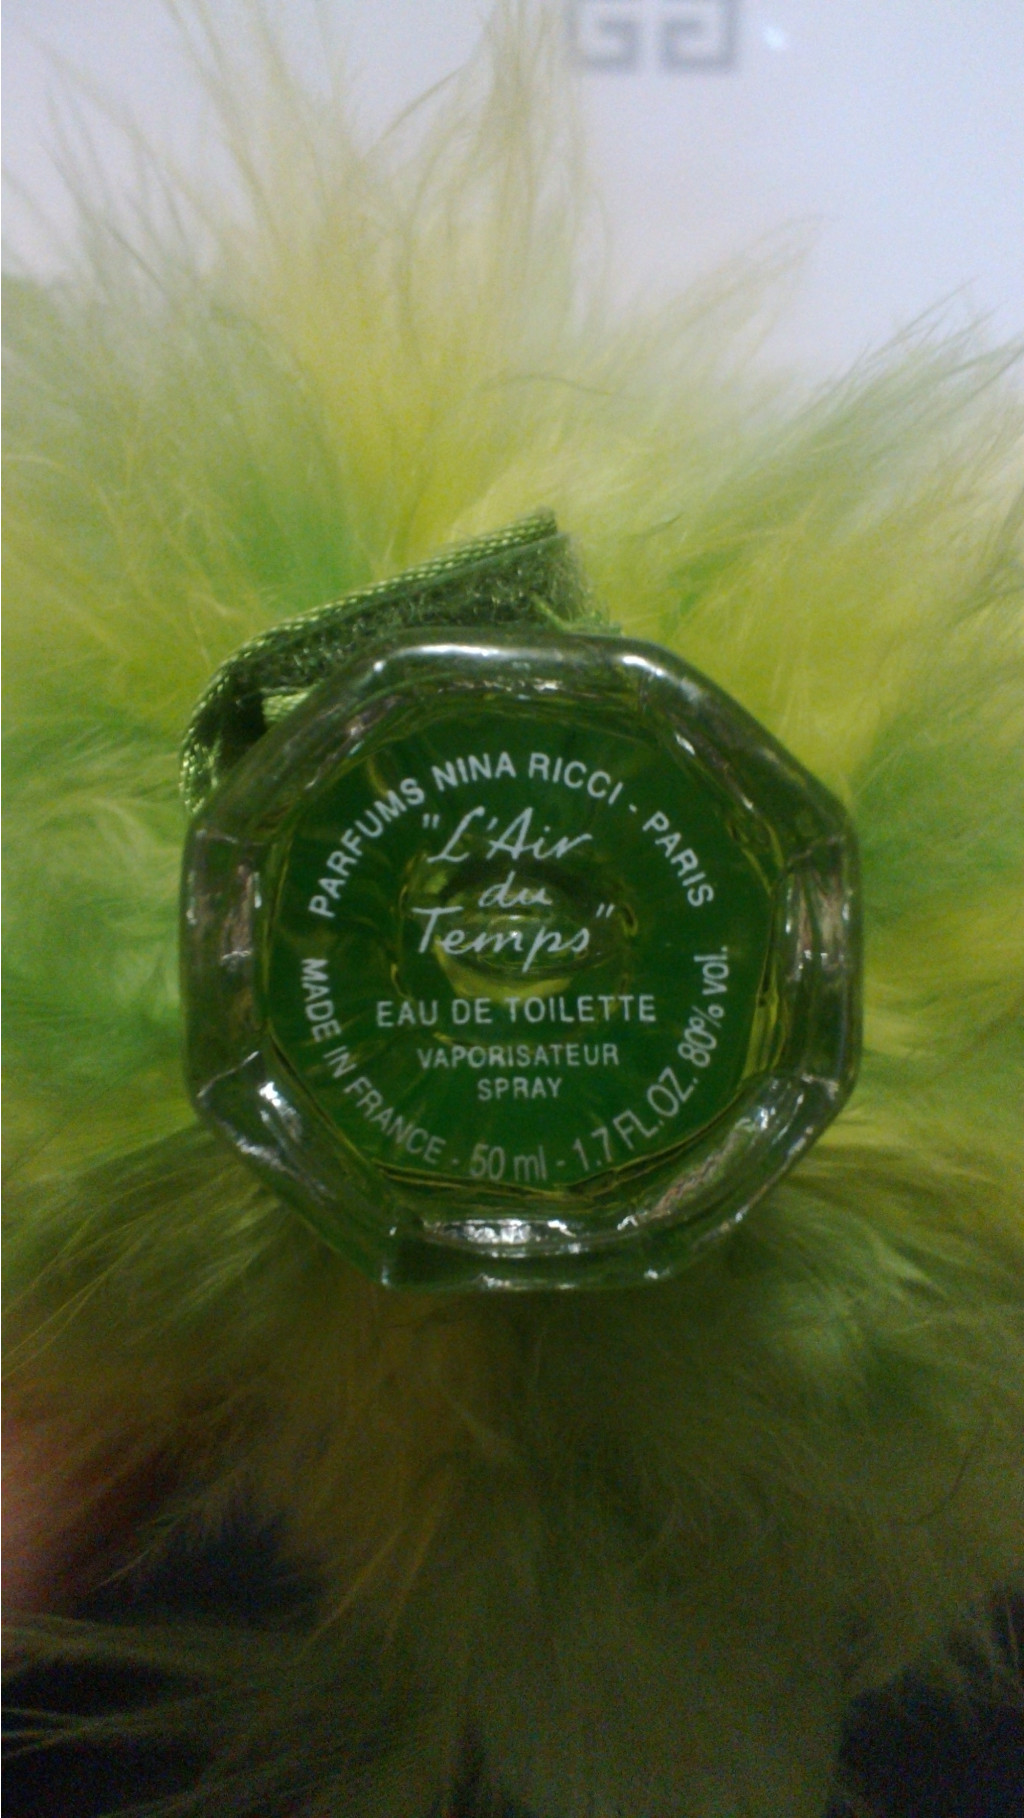 PARFUMS NINA RICCI - PARIS
"L'Air
du
Temps"
EAU DE TOILETTE
VAPORISATEUR
SPRAY
MADE IN FRANCE - 50 ml - 1.7 FL.OZ. 80% vol.